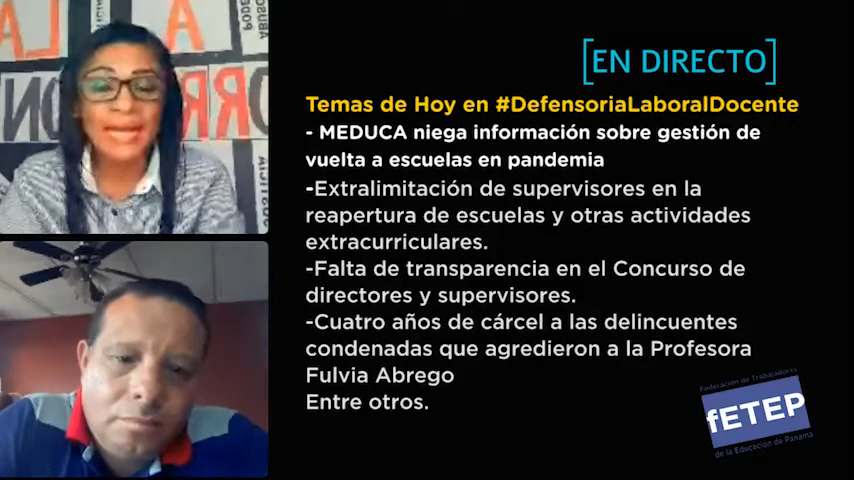 [EN DIRECTO]
Temas de Hoy en #DefensoriaLaboralDocente
- MEDUCA niega información sobre gestión de
vuelta a escuelas en pandemia
-Extralimitación de supervisores en la
reapertura de escuelas y otras actividades
extracurriculares.
-Falta de transparencia en el Concurso de
directores y supervisores.
-Cuatro años de cárcel a las delincuentes
condenadas que agredieron a la Profesora
Fulvia Abrego
Entre otros.
Federación de Trabajadorxs
fETEP
de la Educación de Panamá